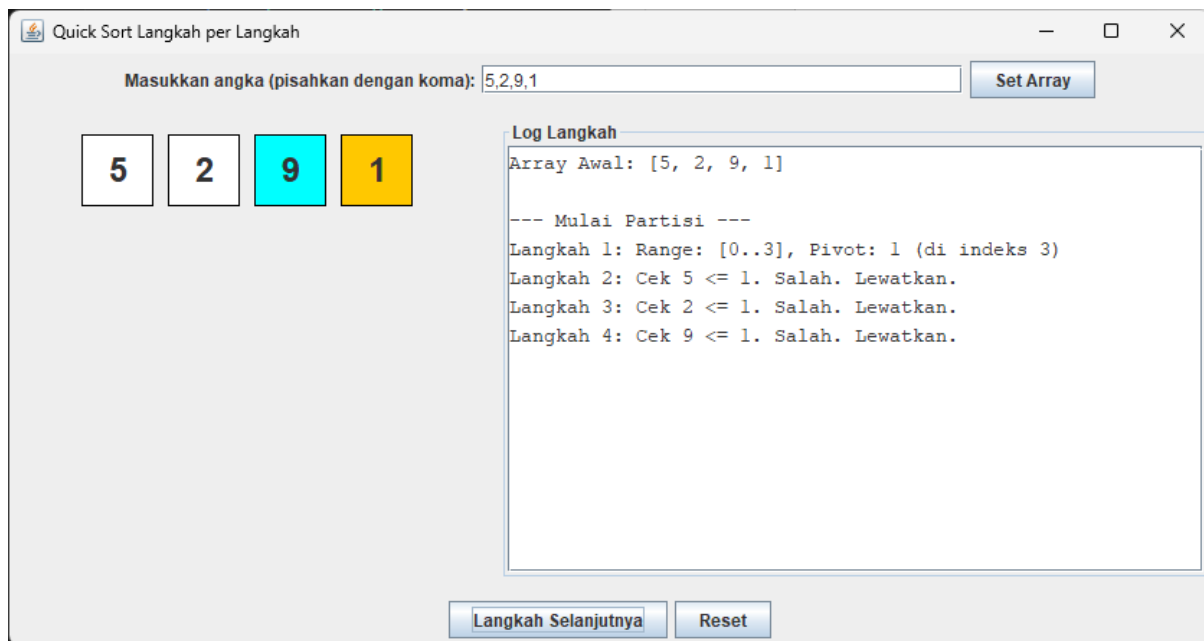 Quick Sort Langkah per Langkah
Masukkan angka (pisahkan dengan koma): 5,2,9,1 Set Array
5 2 9 1
Log Langkah
Array Awal: [5, 2, 9, 1]
--- Mulai Partisi ---
Langkah 1: Range: [0..3], Pivot: 1 (di indeks 3)
Langkah 2: Cek 5 <= 1. Salah. Lewatkan.
Langkah 3: Cek 2 <= 1. Salah. Lewatkan.
Langkah 4: Cek 9 <= 1. Salah. Lewatkan.
Langkah Selanjutnya Reset